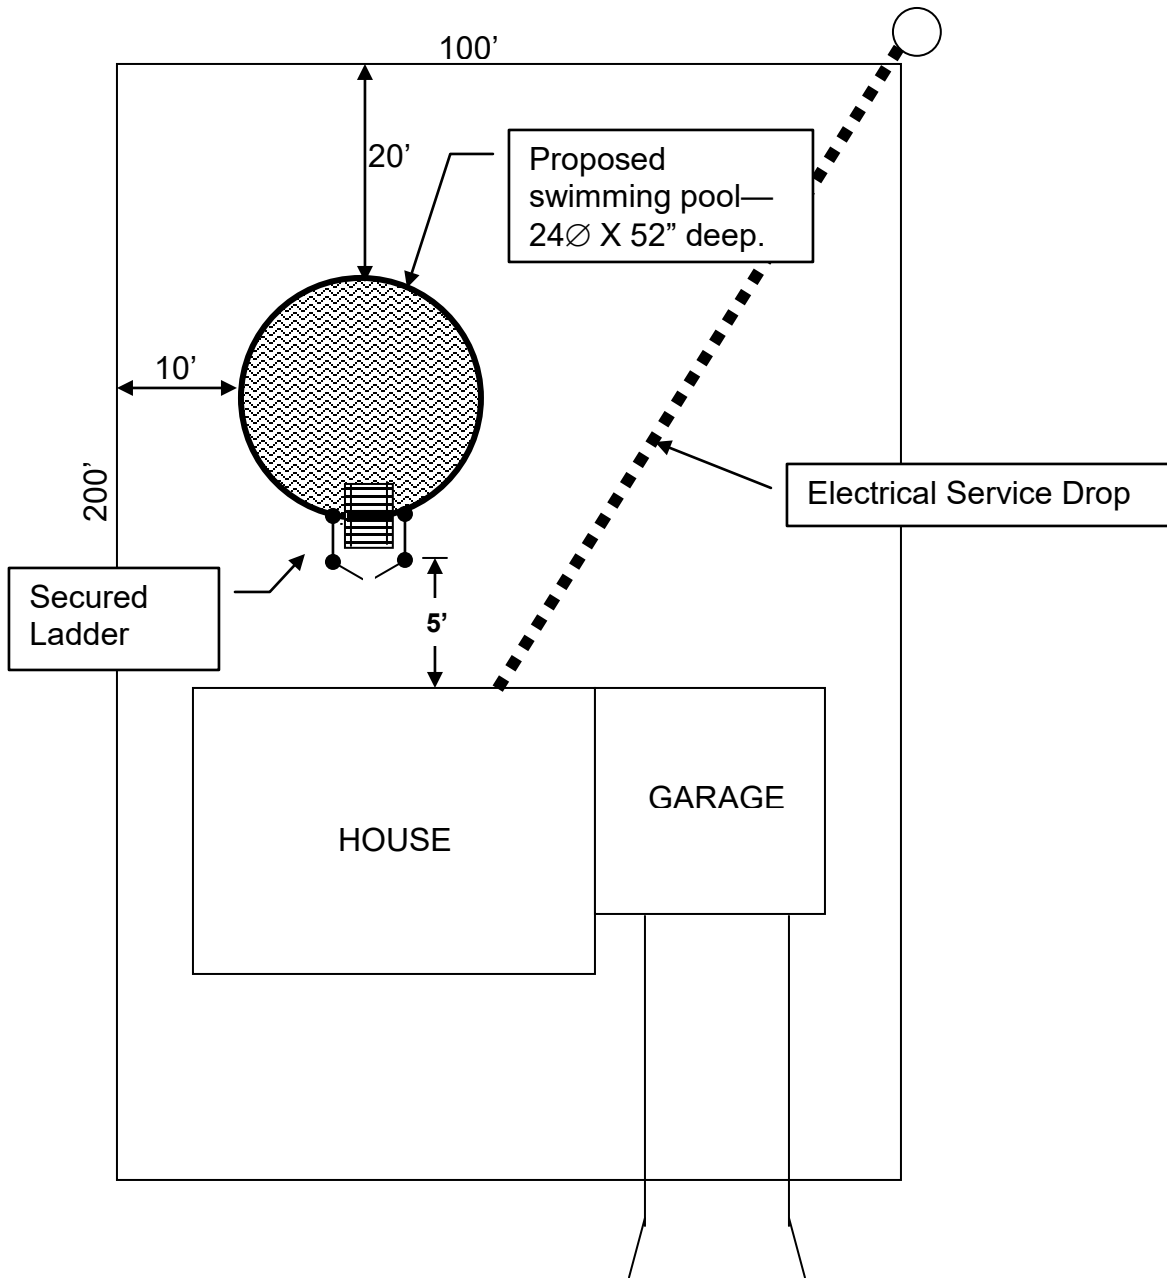 100’
20’
Proposed
swimming pool—
24∅ X 52” deep.
10’
200’
Electrical Service Drop
Secured
Ladder
5’
GARAGE
HOUSE